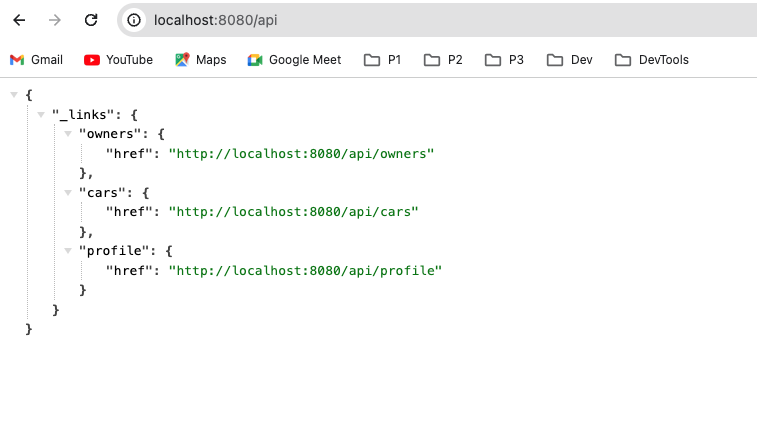 localhost:8080/api
Gmail YouTube Maps Google Meet P1 P2 P3 Dev DevTools
{
"_links": {
"owners": {
"href": "http://localhost:8080/api/owners"
},
"cars": {
"href": "http://localhost:8080/api/cars"
},
"profile": {
"href": "http://localhost:8080/api/profile"
}
}
}